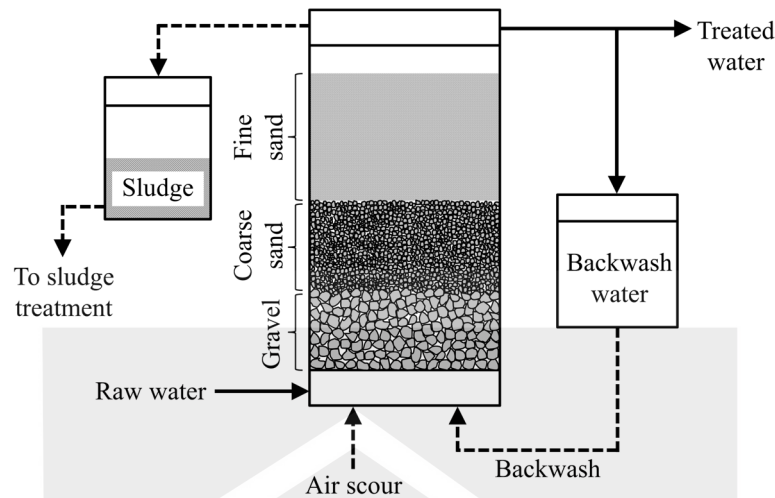 Treated
water
Fine
sand
Sludge
Coarse
sand
To sludge
treatment
Backwash
water
Gravel
Raw water
Backwash
Air scour